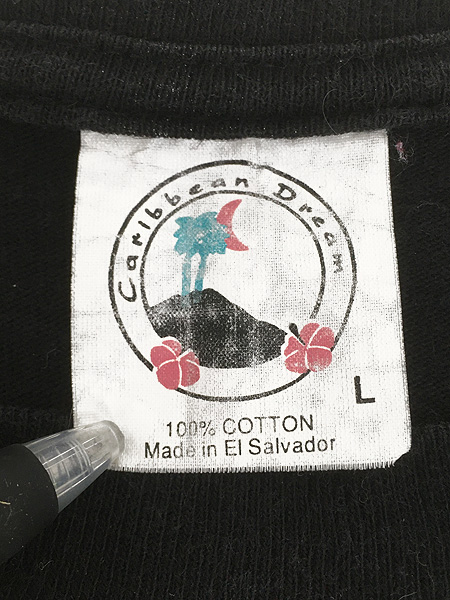 Caribbean Dream
L
100% COTTON
Made in El Salvador